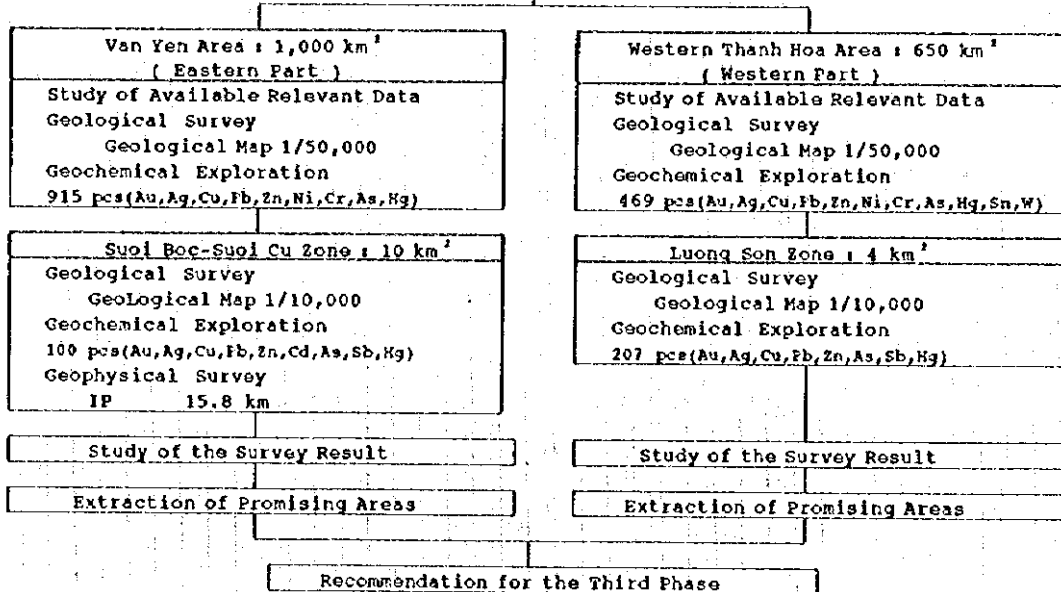 Van Yen Area : 1,000 km²
( Eastern Part )
Study of Available Relevant Data
Geological Survey
Geological Map 1/50,000
Geochemical Exploration
915 pcs(Au,Ag,Cu,Pb,Zn,Ni,Cr,As,Hg)
Suoi Boc-Suoi Cu Zone : 10 km²
Geological Survey
GeoLogical Map 1/10,000
Geochemical Exploration
100 pcs(Au,Ag,Cu,Pb,Zn,Cd,As,Sb,Hg)
Geophysical Survey
IP 15.8 km
Study of the Survey Result
Extraction of Promising Areas
Western Thanh Hoa Area : 650 km²
( Western Part )
Study of Available Relevant Data
Geological Survey
Geological Map 1/50,000
Geochemical Exploration
469 pcs(Au,Ag,Cu,Pb,Zn,Ni,Cr,As,Hg,Sn,W)
Luong Son Zone : 4 km²
Geological Survey
Geological Map 1/10,000
Geochemical Exploration
207 pcs(Au,Ag,Cu,Pb,Zn,As,Sb,Hg)
Study of the Survey Result
Extraction of Promising Areas
Recommendation for the Third Phase